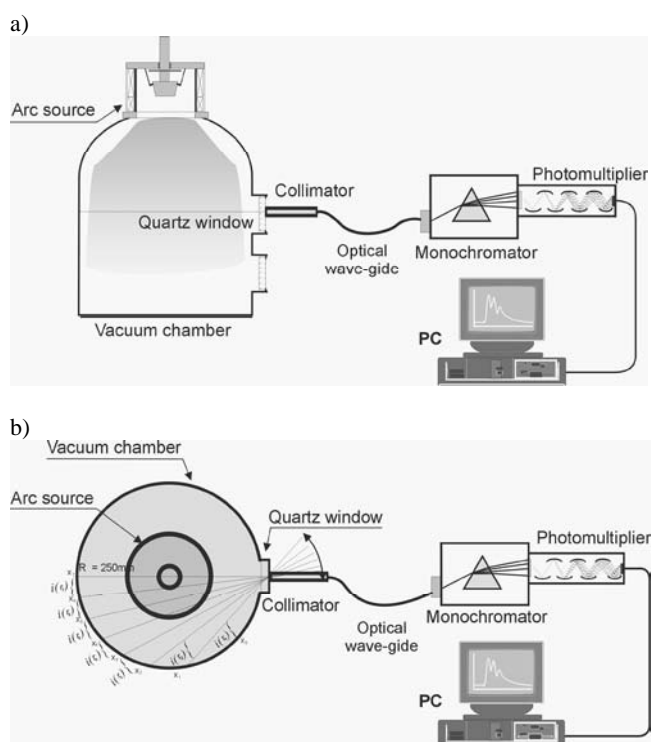 a)
Arc source
Collimator
Quartz window
Photomultiplier
Optical
wavc-gidc
Monochromator
PC
Vacuum chamber
b)
Vacuum chamber
Arc source
Quartz window
R = 250mm
Photomultiplier
Collimator
Monochromator
Optical
wave-gide
PC